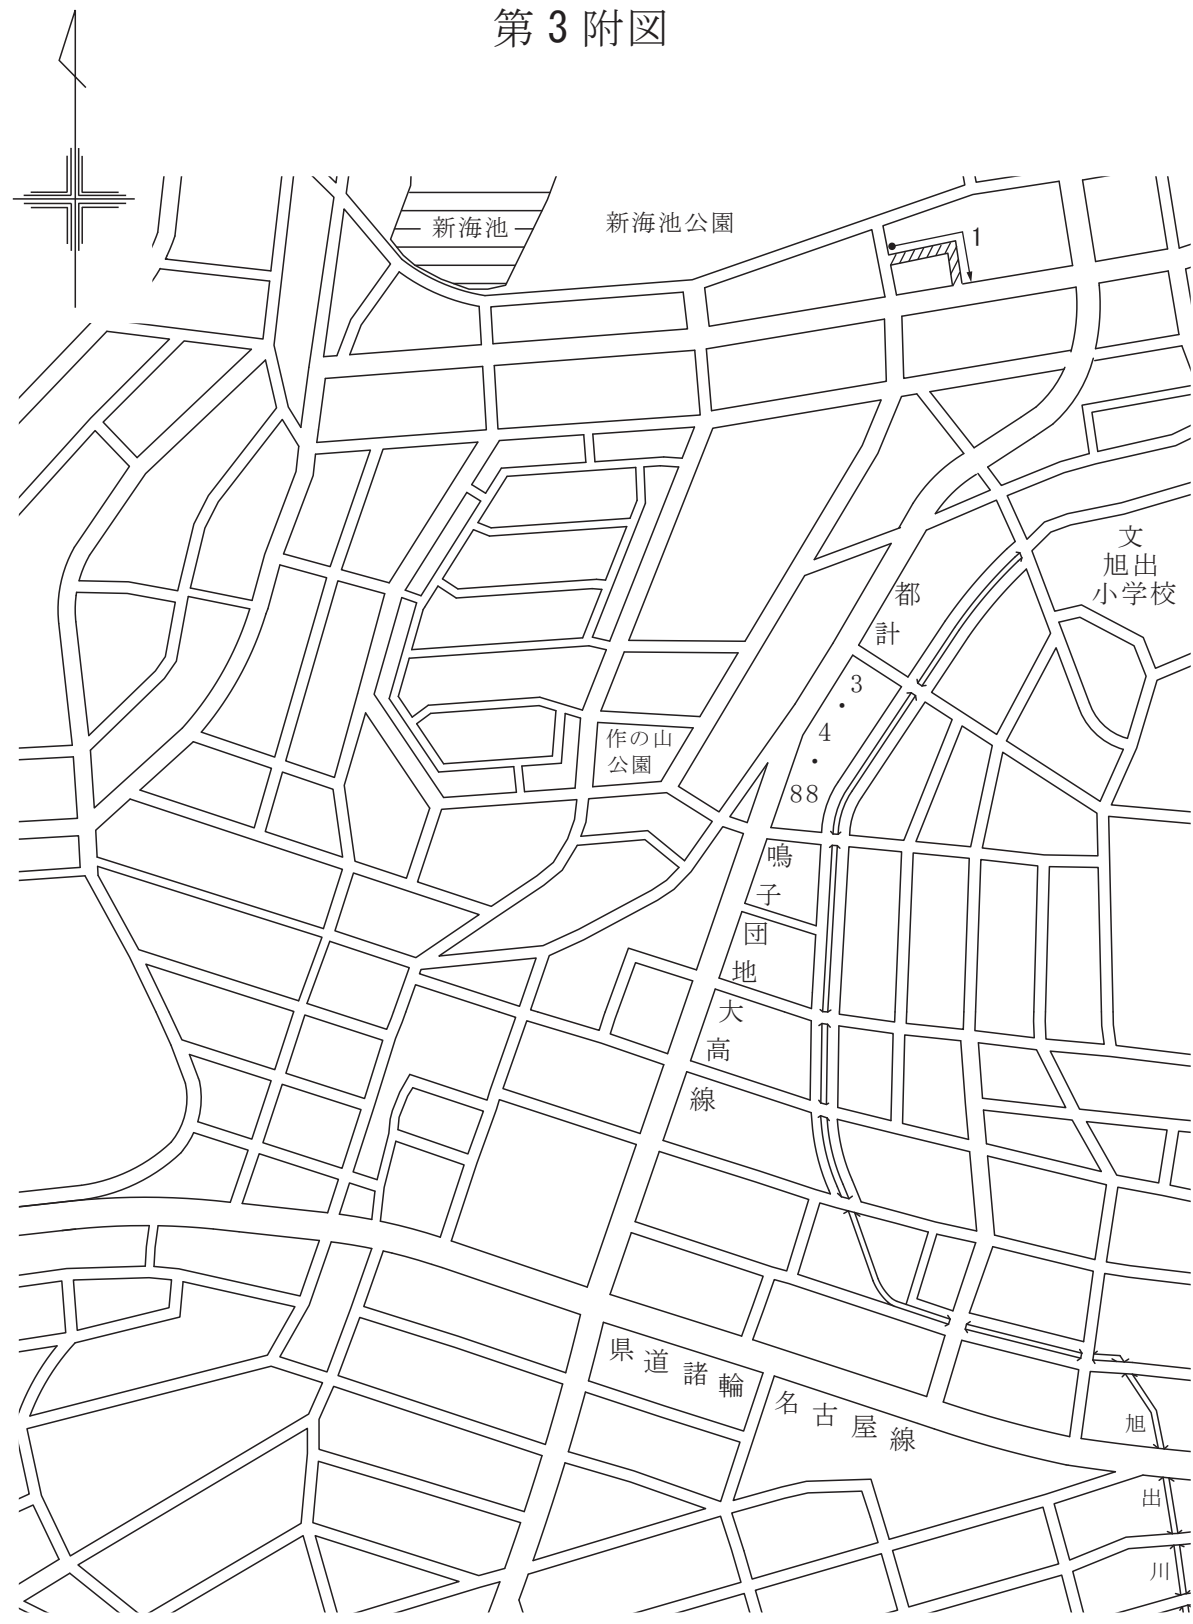 第3附図
新海池
新海池公園
1
文
旭出
小学校
都計
3・4・88
鳴子団地大高線
作の山
公園
県道諸輪名古屋線
旭出川